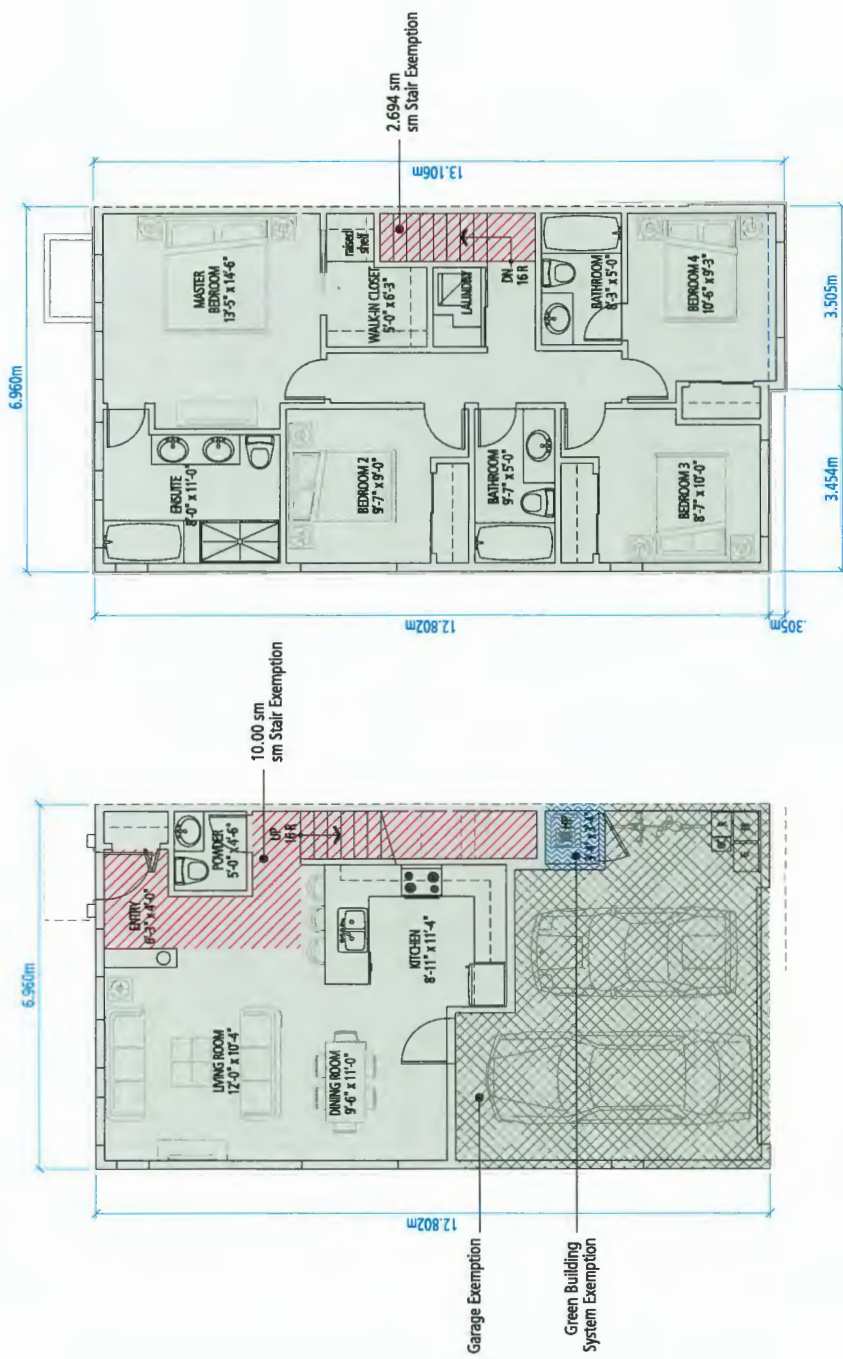 6.960m
12.802m
ENTRY
6'-3" x 4'-0"
POWDER
5'-0" x 4'-6"
10.00 sm
sm Stair Exemption
UP
16 R
LIVING ROOM
12'-0" x 10'-4"
DINING ROOM
9'-6" x 11'-0"
KITCHEN
8'-11" x 11'-4"
HP
Garage Exemption
Green Building
System Exemption
6.960m
13.106m
12.802m
.305m
3.454m
3.505m
MASTER
BEDROOM
13'-5" x 14'-6"
ENSUITE
8'-0" x 11'-0"
raised
shelf
WALK-IN CLOSET
5'-0" x 6'-3"
LAUNDRY
2.694 sm
sm Stair Exemption
DN
16 R
BEDROOM 2
9'-7" x 9'-0"
BATHROOM
9'-7" x 5'-0"
BATHROOM
8'-3" x 5'-0"
BEDROOM 3
8'-7" x 10'-0"
BEDROOM 4
10'-6" x 9'-3"